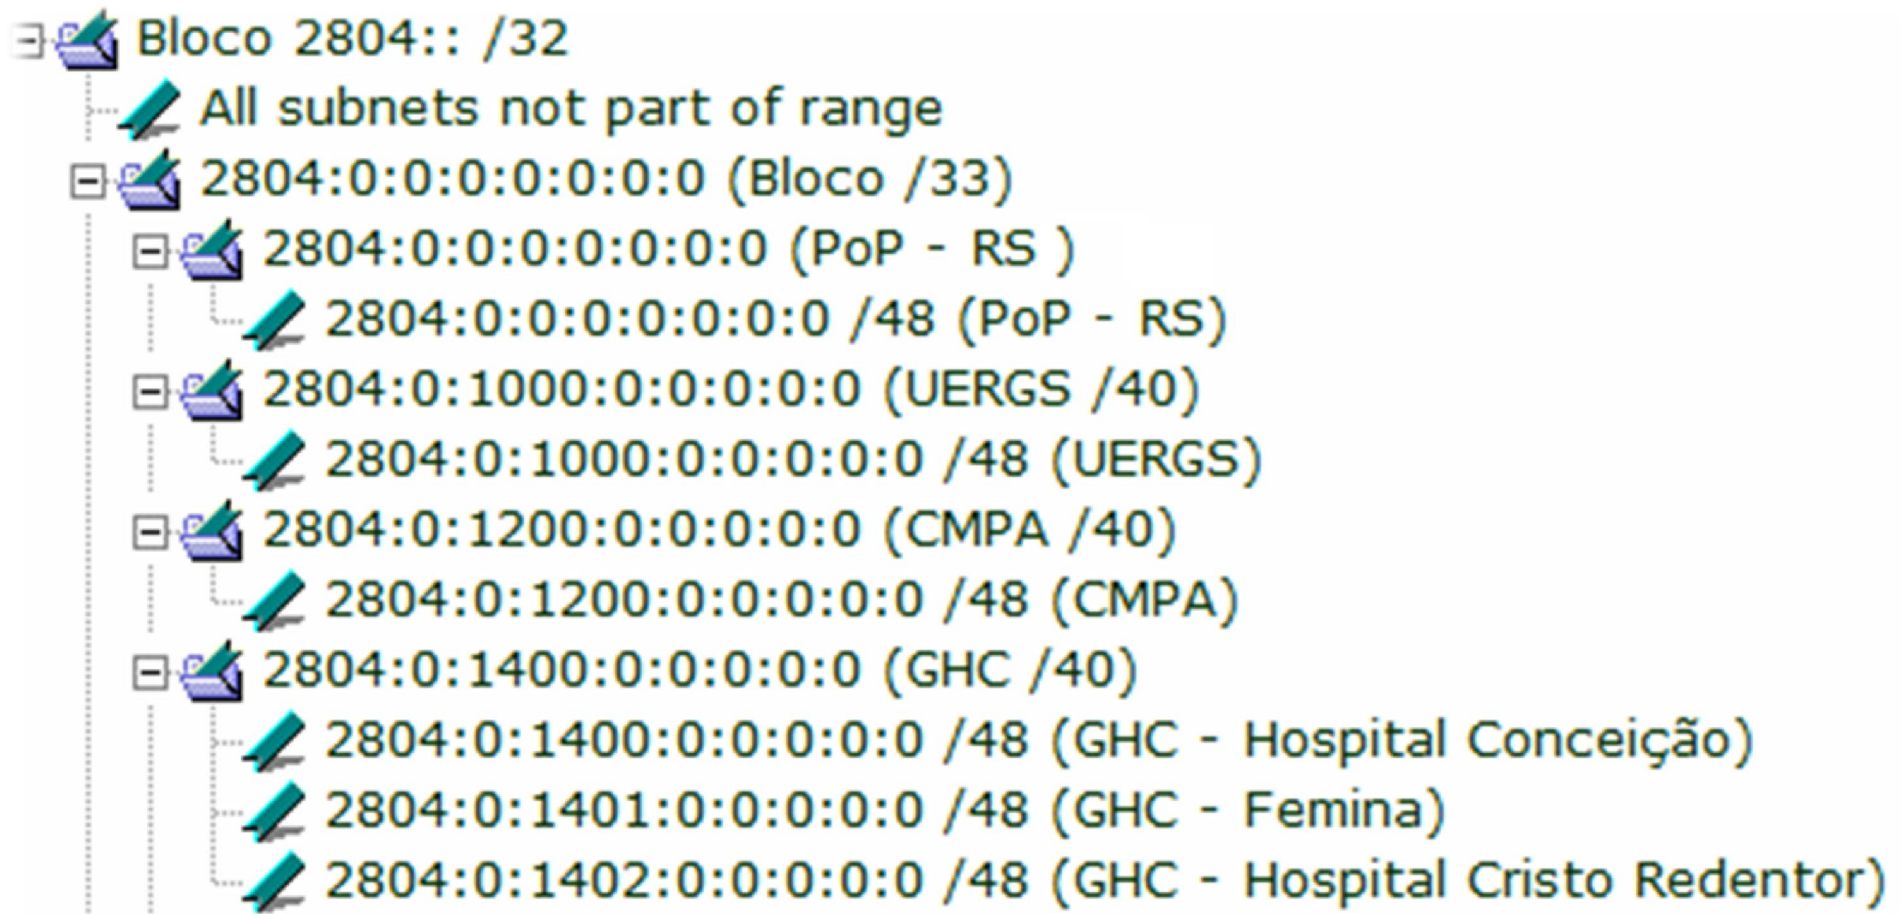 Bloco 2804:: /32
All subnets not part of range
2804:0:0:0:0:0:0:0 (Bloco /33)
2804:0:0:0:0:0:0:0 (PoP - RS )
2804:0:0:0:0:0:0:0 /48 (PoP - RS)
2804:0:1000:0:0:0:0:0 (UERGS /40)
2804:0:1000:0:0:0:0:0 /48 (UERGS)
2804:0:1200:0:0:0:0:0 (CMPA /40)
2804:0:1200:0:0:0:0:0 /48 (CMPA)
2804:0:1400:0:0:0:0:0 (GHC /40)
2804:0:1400:0:0:0:0:0 /48 (GHC - Hospital Conceição)
2804:0:1401:0:0:0:0:0 /48 (GHC - Femina)
2804:0:1402:0:0:0:0:0 /48 (GHC - Hospital Cristo Redentor)